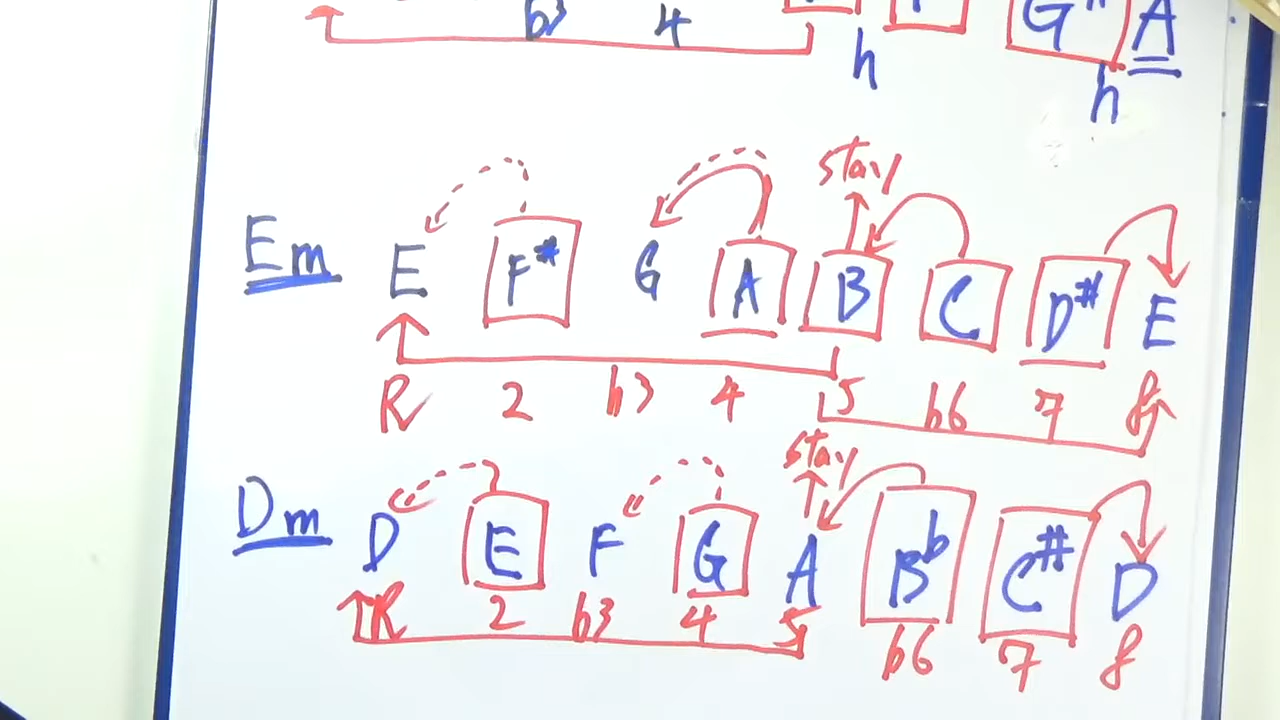 b3 4 G# A
h h
stay
Em E F# G A B C D# E
R 2 b3 4 5 b6 7 8
stay
Dm D E F G A Bb C# D
R 2 b3 4 5 b6 7 8